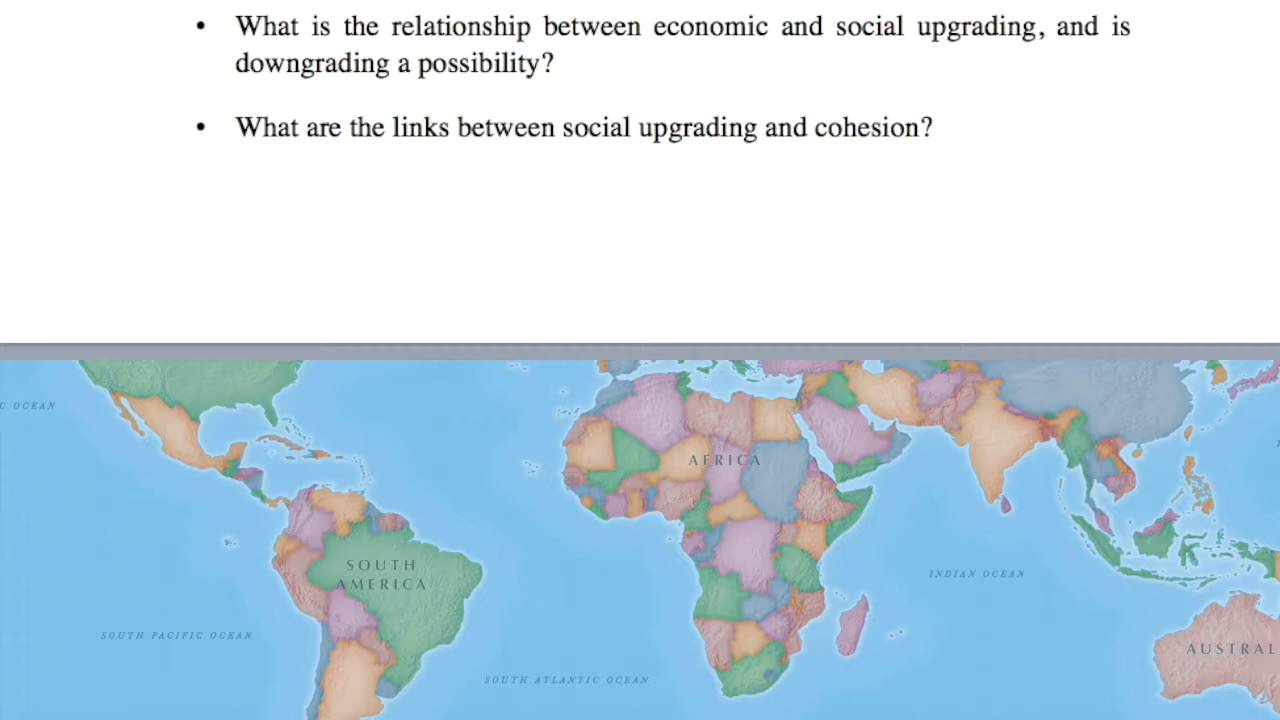 • What is the relationship between economic and social upgrading, and is
downgrading a possibility?
• What are the links between social upgrading and cohesion?
C OCEAN
AFRICA
SOUTH
AMERICA
INDIAN OCEAN
SOUTH PACIFIC OCEAN
AUSTRAL
SOUTH ATLANTIC OCEAN